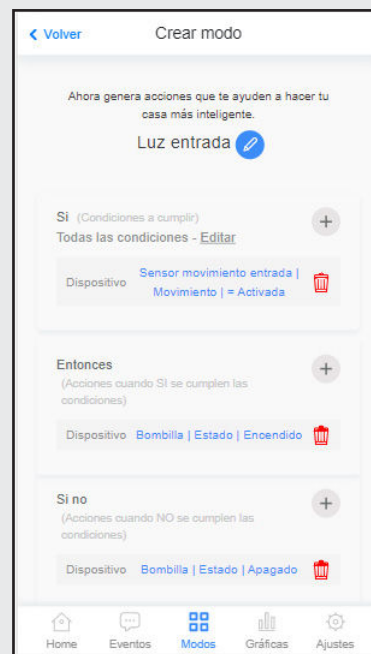 Volver Crear modo
Ahora genera acciones que te ayuden a hacer tu
casa más inteligente.
Luz entrada
Si (Condiciones a cumplir)
Todas las condiciones - Editar
Dispositivo Sensor movimiento entrada |
Movimiento | = Activada
Entonces
(Acciones cuando SI se cumplen las
condiciones)
Dispositivo Bombilla | Estado | Encendido
Si no
(Acciones cuando NO se cumplen las
condiciones)
Dispositivo Bombilla | Estado | Apagado
Home Eventos Modos Gráficas Ajustes